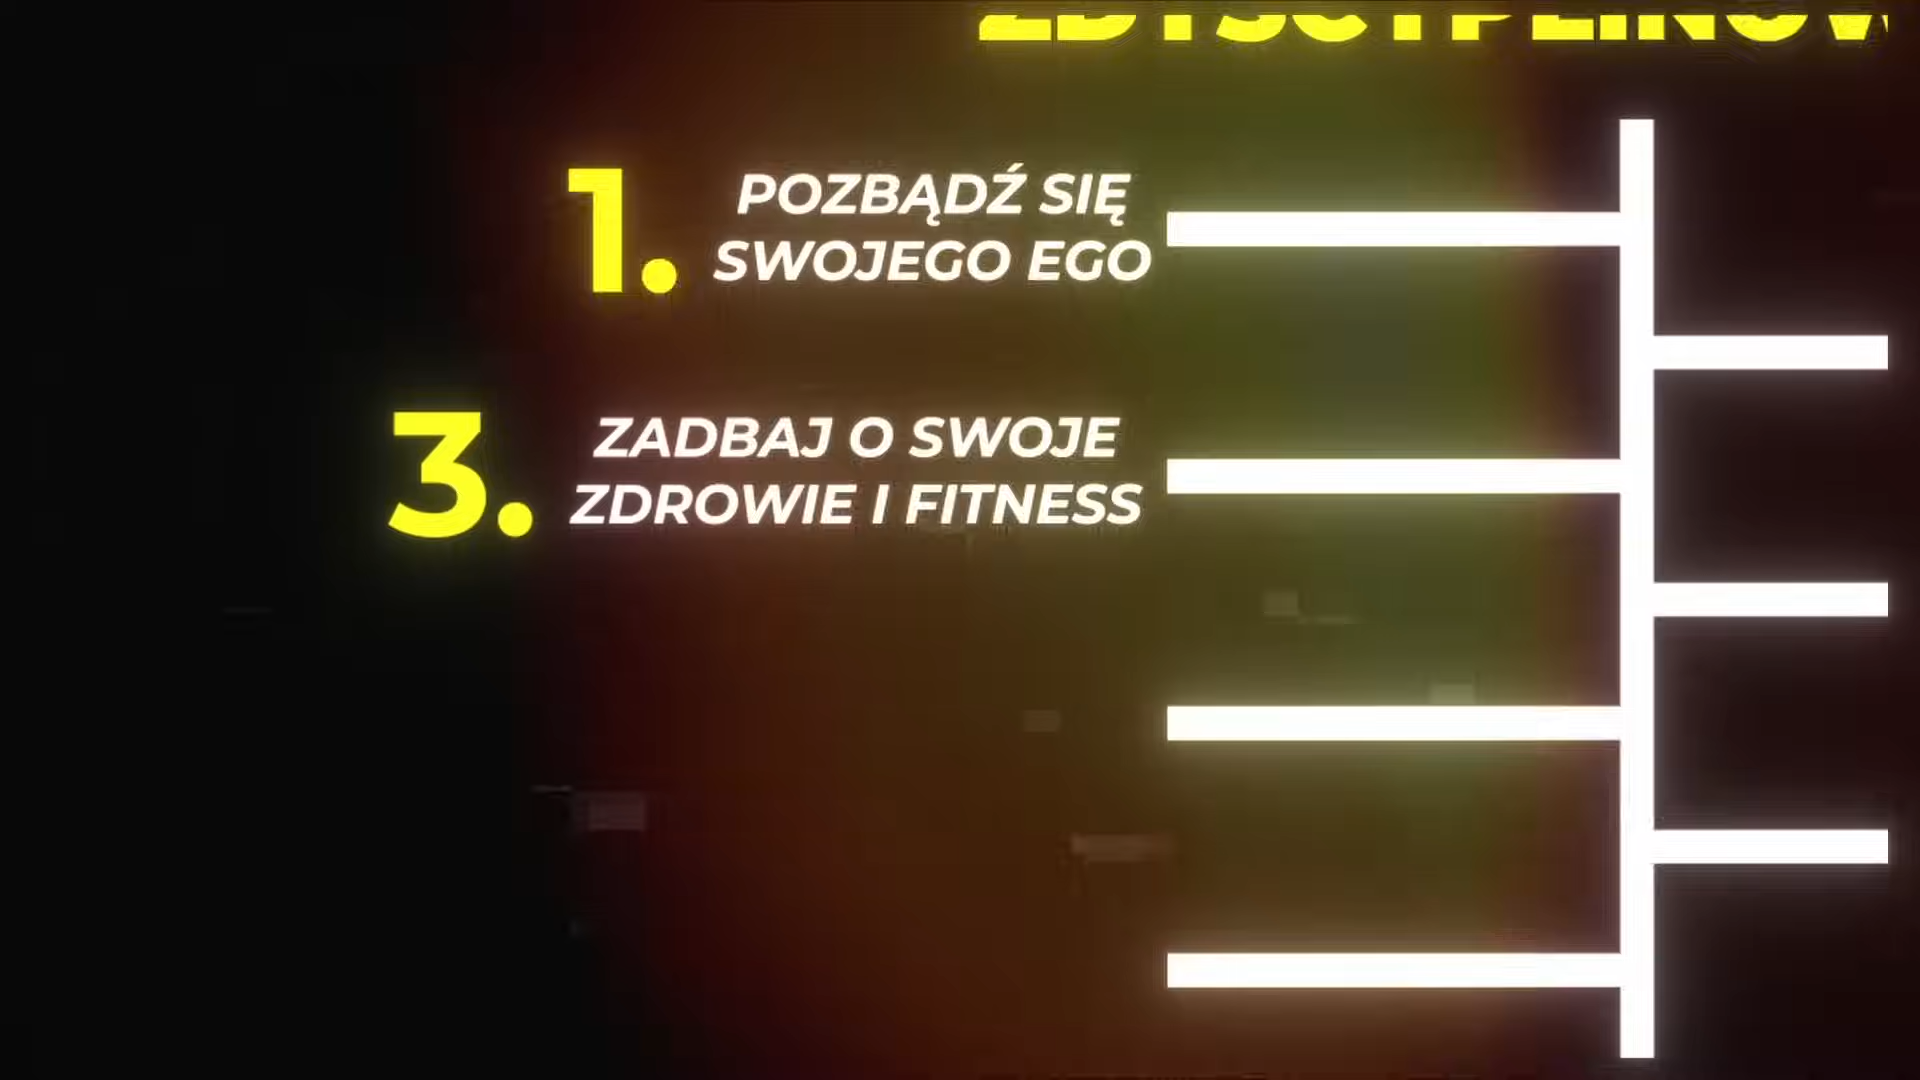 1. POZBĄDŹ SIĘ
SWOJEGO EGO
3. ZADBAJ O SWOJE
ZDROWIE I FITNESS